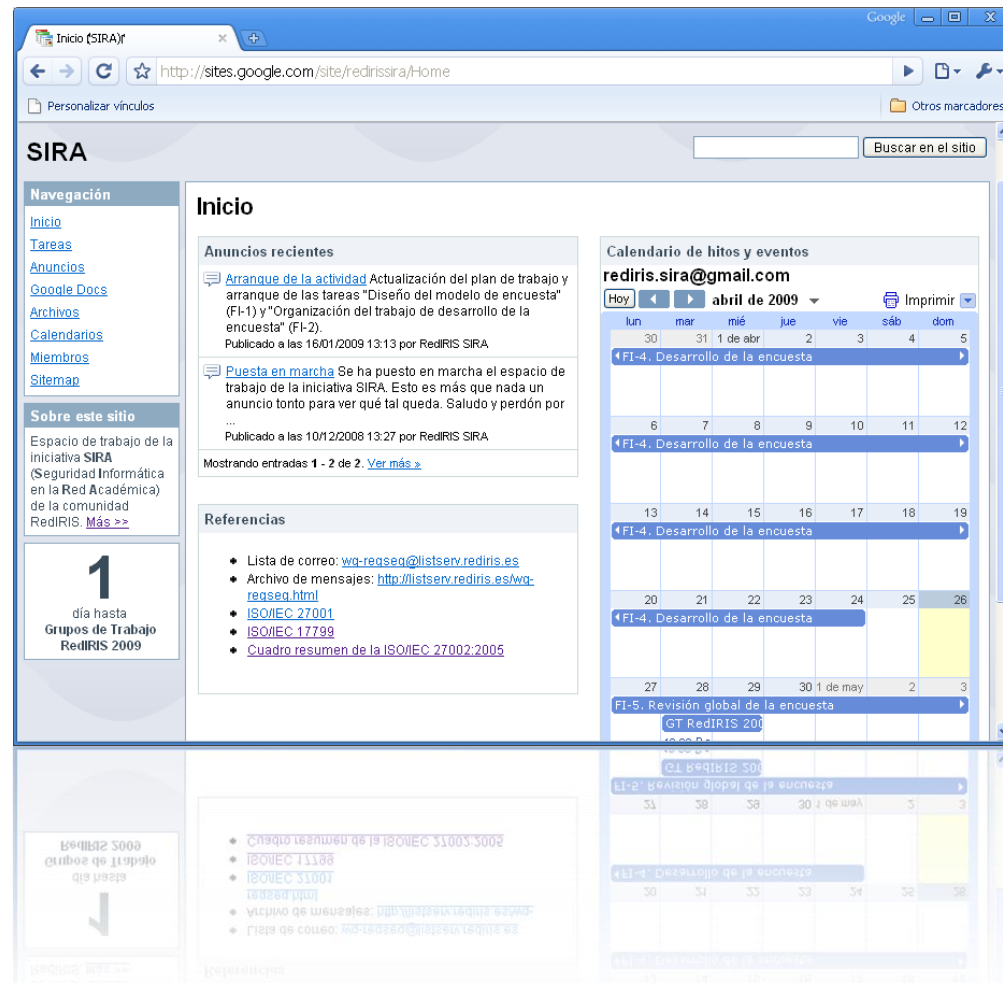 Google
Inicio (SIRA)r
http://sites.google.com/site/redirissira/Home
Personalizar vínculos
Otros marcadores
SIRA
Buscar en el sitio
Navegación
Inicio
Tareas
Anuncios
Google Docs
Archivos
Calendarios
Miembros
Sitemap
Sobre este sitio
Espacio de trabajo de la
iniciativa SIRA
(Seguridad Informática
en la Red Académica)
de la comunidad
RedIRIS. Más >>
1
día hasta
Grupos de Trabajo
RedIRIS 2009
Inicio
Anuncios recientes
Arranque de la actividad Actualización del plan de trabajo y
arranque de las tareas "Diseño del modelo de encuesta"
(FI-1) y "Organización del trabajo de desarrollo de la
encuesta" (FI-2).
Publicado a las 16/01/2009 13:13 por RedIRIS SIRA
Puesta en marcha Se ha puesto en marcha el espacio de
trabajo de la iniciativa SIRA. Esto es más que nada un
anuncio tonto para ver qué tal queda. Saludo y perdón por
...
Publicado a las 10/12/2008 13:27 por RedIRIS SIRA
Mostrando entradas 1 - 2 de 2. Ver más »
Referencias
Lista de correo: wg-regseg@listserv.rediris.es
Archivo de mensajes: http://listserv.rediris.es/wg-
regseg.html
ISO/IEC 27001
ISO/IEC 17799
Cuadro resumen de la ISO/IEC 27002:2005
Calendario de hitos y eventos
rediris.sira@gmail.com
Hoy abril de 2009 Imprimir
lun mar mié jue vie sáb dom
30 31 1 de abr 2 3 4 5
FI-4. Desarrollo de la encuesta
6 7 8 9 10 11 12
FI-4. Desarrollo de la encuesta
13 14 15 16 17 18 19
FI-4. Desarrollo de la encuesta
20 21 22 23 24 25 26
FI-4. Desarrollo de la encuesta
27 28 29 30 1 de may 2 3
FI-5. Revisión global de la encuesta
GT RedIRIS 200